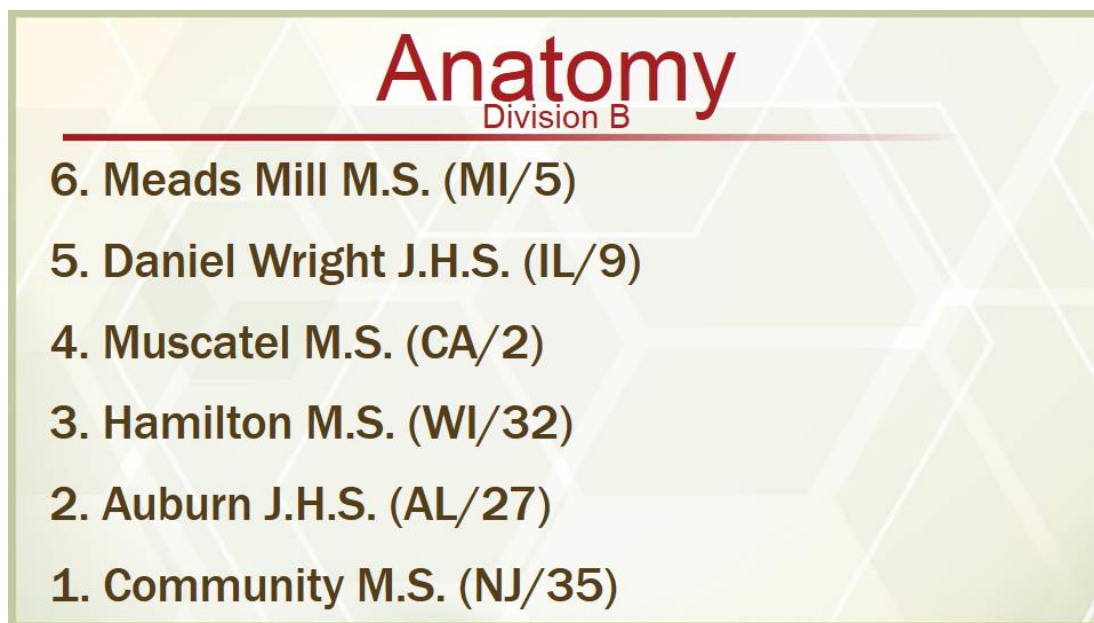 Anatomy
Division B
6. Meads Mill M.S. (MI/5)
5. Daniel Wright J.H.S. (IL/9)
4. Muscatel M.S. (CA/2)
3. Hamilton M.S. (WI/32)
2. Auburn J.H.S. (AL/27)
1. Community M.S. (NJ/35)